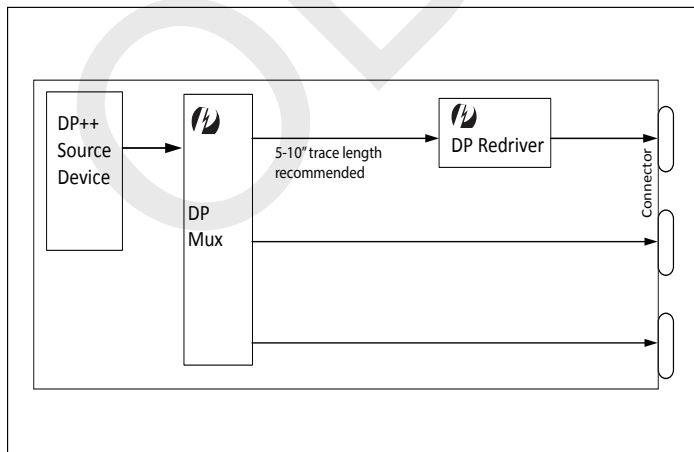 DP++
Source
Device
DP
Mux
5-10” trace length
recommended
DP Redriver
Connector